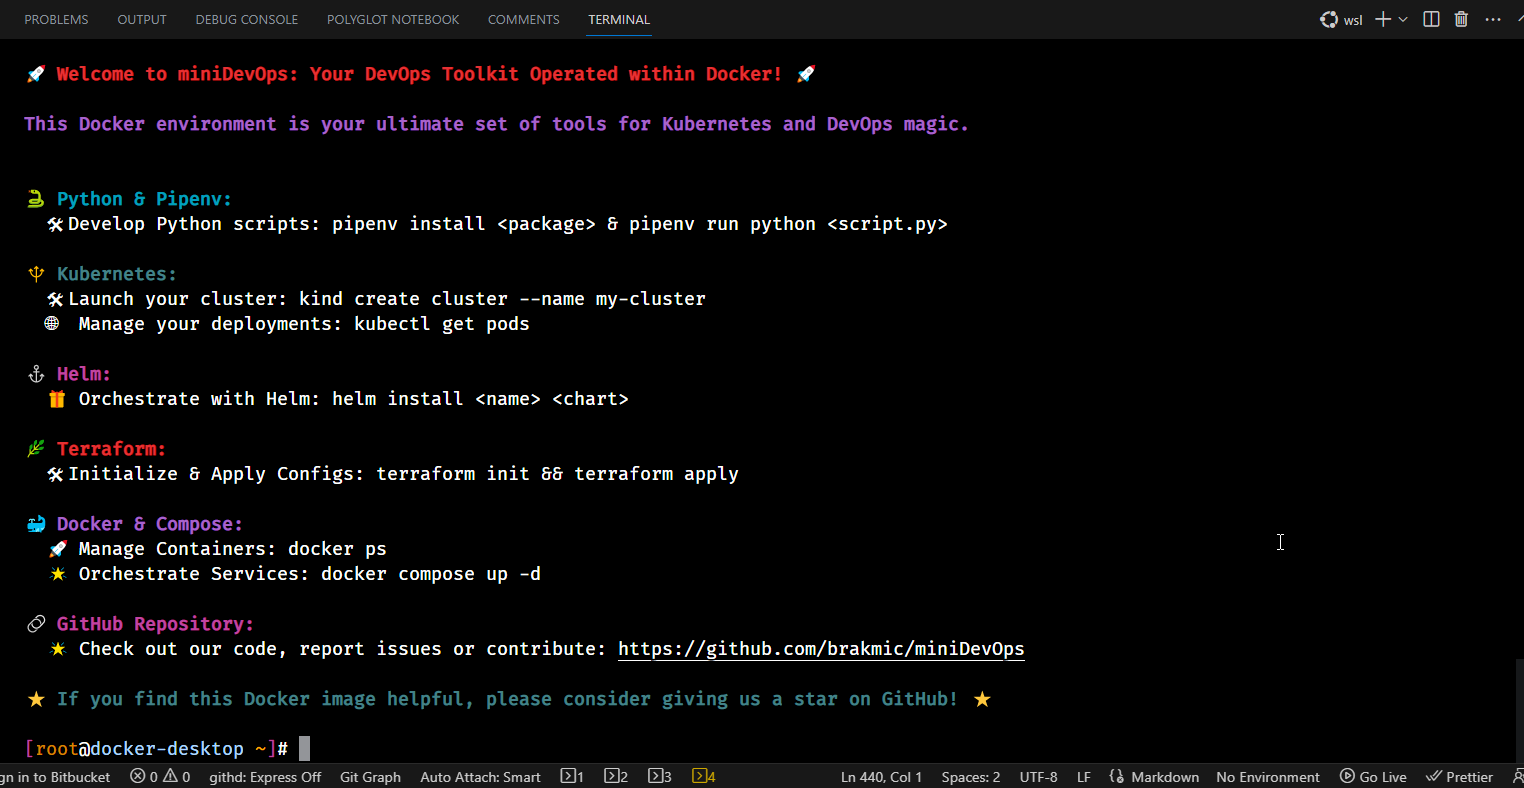 PROBLEMS OUTPUT DEBUG CONSOLE POLYGLOT NOTEBOOK COMMENTS TERMINAL wsl
🚀 Welcome to miniDevOps: Your DevOps Toolkit Operated within Docker! 🚀
This Docker environment is your ultimate set of tools for Kubernetes and DevOps magic.
🐍 Python & Pipenv:
🛠 Develop Python scripts: pipenv install <package> & pipenv run python <script.py>
🔱 Kubernetes:
🛠 Launch your cluster: kind create cluster --name my-cluster
🌐 Manage your deployments: kubectl get pods
⚓ Helm:
🎁 Orchestrate with Helm: helm install <name> <chart>
🌿 Terraform:
🛠 Initialize & Apply Configs: terraform init && terraform apply
🐳 Docker & Compose:
🚀 Manage Containers: docker ps
🌟 Orchestrate Services: docker compose up -d
🔗 GitHub Repository:
🌟 Check out our code, report issues or contribute: https://github.com/brakmic/miniDevOps
⭐ If you find this Docker image helpful, please consider giving us a star on GitHub! ⭐
[root@docker-desktop ~]#
gn in to Bitbucket 0 0 githd: Express Off Git Graph Auto Attach: Smart 1 2 3 4 Ln 440, Col 1 Spaces: 2 UTF-8 LF Markdown No Environment Go Live Prettier